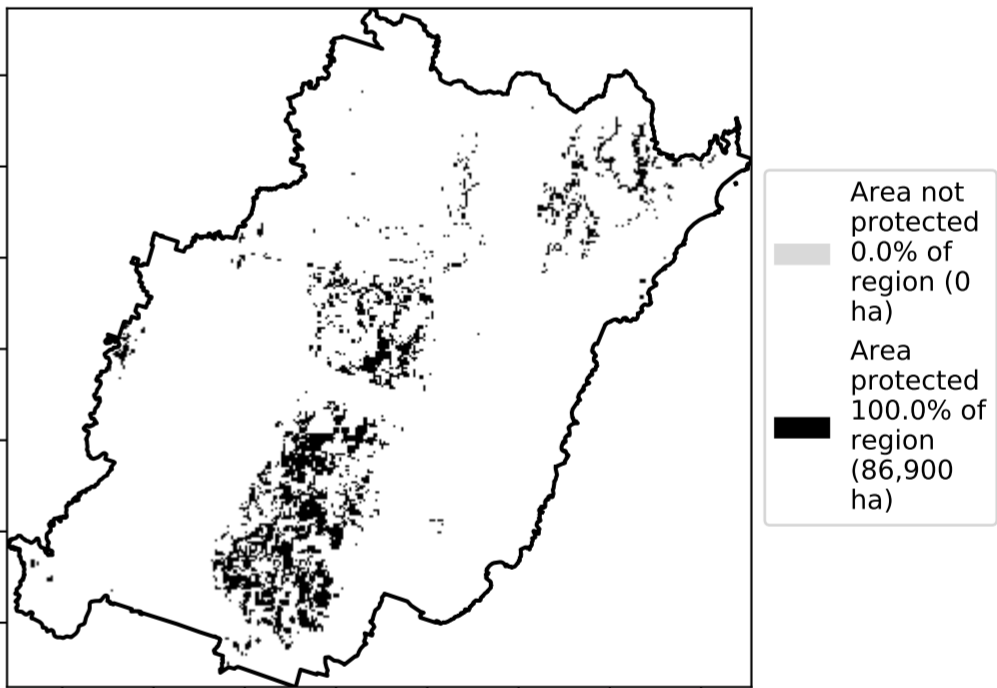 Area not
protected
0.0% of
region (0
ha)
Area
protected
100.0% of
region
(86,900
ha)